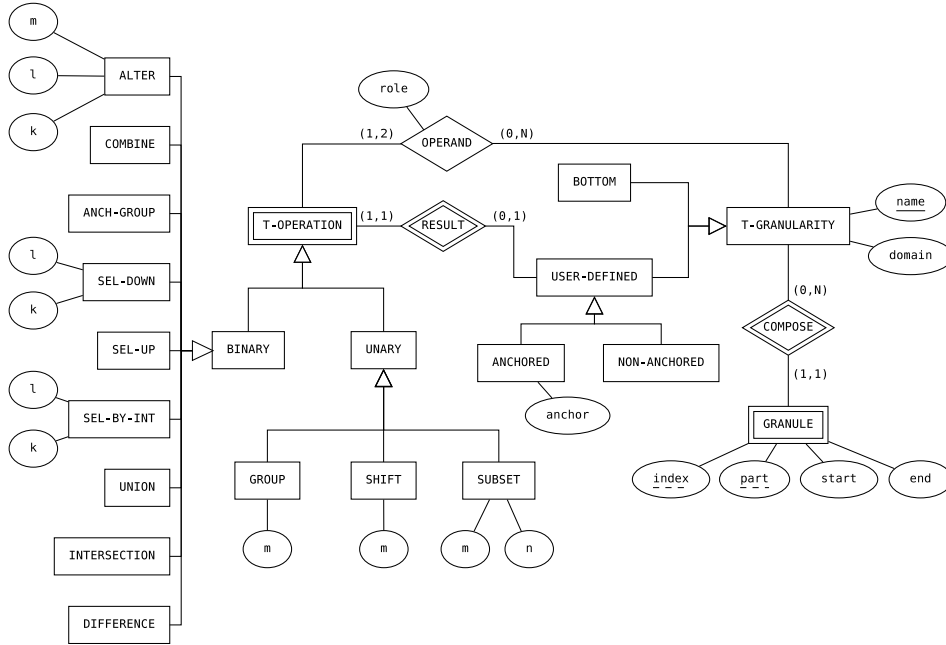 m
l
ALTER
k
role
(1,2)
(0,N)
OPERAND
COMBINE
BOTTOM
name
ANCH-GROUP
T-OPERATION
(1,1)
RESULT
(0,1)
T-GRANULARITY
l
domain
SEL-DOWN
USER-DEFINED
k
(0,N)
COMPOSE
SEL-UP
BINARY
UNARY
ANCHORED
NON-ANCHORED
(1,1)
l
SEL-BY-INT
anchor
GRANULE
k
UNION
GROUP
SHIFT
SUBSET
index
part
start
end
INTERSECTION
m
m
m
n
DIFFERENCE